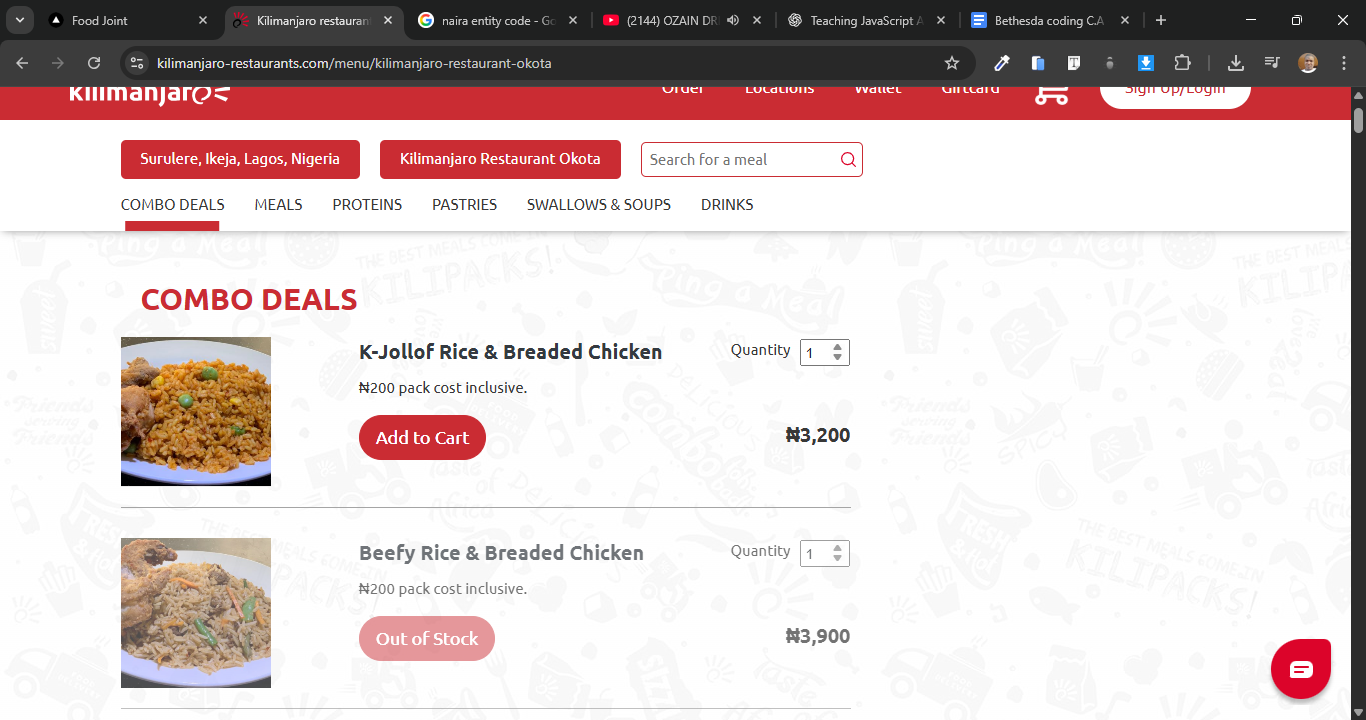 Food Joint
Kilimanjaro restauran
naira entity code - Go
(2144) OZAIN DR
Teaching JavaScript A
Bethesda coding C.A
kilimanjaro-restaurants.com/menu/kilimanjaro-restaurant-okota
kilimanjaro
Order
Locations
Wallet
Giftcard
Sign Up/Login
Surulere, Ikeja, Lagos, Nigeria
Kilimanjaro Restaurant Okota
Search for a meal
COMBO DEALS
MEALS
PROTEINS
PASTRIES
SWALLOWS & SOUPS
DRINKS
COMBO DEALS
K-Jollof Rice & Breaded Chicken
Quantity 1
₦200 pack cost inclusive.
Add to Cart
₦3,200
Beefy Rice & Breaded Chicken
Quantity 1
₦200 pack cost inclusive.
Out of Stock
₦3,900